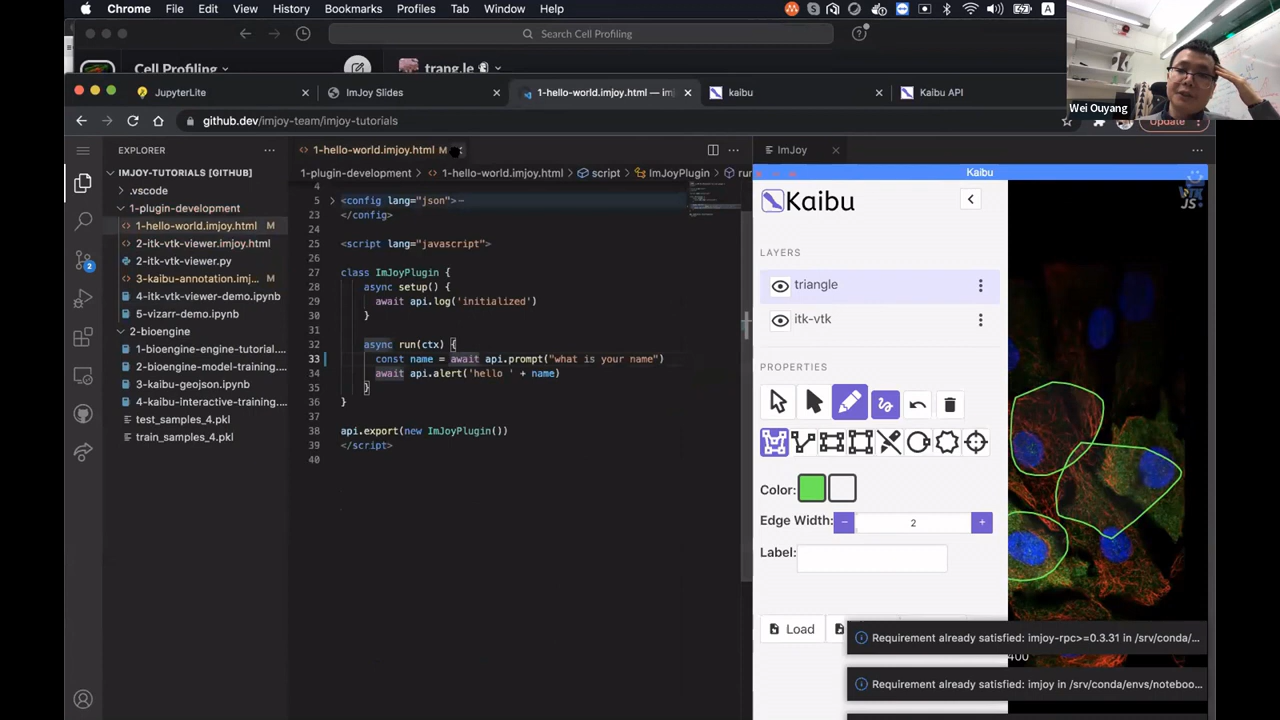 Chrome File Edit View History Bookmarks Profiles Tab Window Help A
Search Cell Profiling
Cell Profiling trang.le
Wei Ouyang
JupyterLite ImJoy Slides 1-hello-world.imjoy.html — im kaibu Kaibu API
github.dev/imjoy-team/imjoy-tutorials Update
EXPLORER
IMJOY-TUTORIALS [GITHUB]
.vscode
1-plugin-development
1-hello-world.imjoy.html M
2-itk-vtk-viewer.imjoy.html
2-itk-vtk-viewer.py
3-kaibu-annotation.imj... M
4-itk-vtk-viewer-demo.ipynb
5-vizarr-demo.ipynb
2-bioengine
1-bioengine-engine-tutorial....
2-bioengine-model-training....
3-kaibu-geojson.ipynb
4-kaibu-interactive-training....
test_samples_4.pkl
train_samples_4.pkl
2
1-hello-world.imjoy.html M
1-plugin-development > 1-hello-world.imjoy.html > script > ImJoyPlugin > run
4
5 <config lang="json">
23 </config>
24
25 <script lang="javascript">
26
27 class ImJoyPlugin {
28 async setup() {
29 await api.log('initialized')
30 }
31
32 async run(ctx) {
33 const name = await api.prompt("what is your name")
34 await api.alert('hello ' + name)
35 }
36 }
37
38 api.export(new ImJoyPlugin())
39 </script>
40
ImJoy
Kaibu
Kaibu
JS
LAYERS
triangle
itk-vtk
PROPERTIES
Color:
Edge Width: − 2 +
Label:
Load
Requirement already satisfied: imjoy-rpc>=0.3.31 in /srv/conda/...
400
Requirement already satisfied: imjoy in /srv/conda/envs/noteboo...